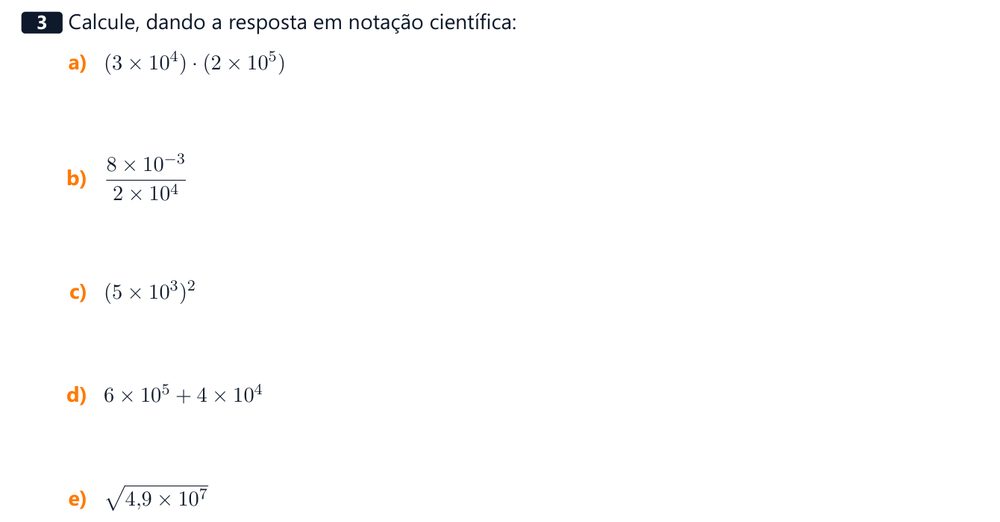 3 Calcule, dando a resposta em notação científica:
a) (3 × 10⁴) · (2 × 10⁵)
b) \frac{8 × 10⁻³}{2 × 10⁴}
c) (5 × 10³)²
d) 6 × 10⁵ + 4 × 10⁴
e) √(4,9 × 10⁷)